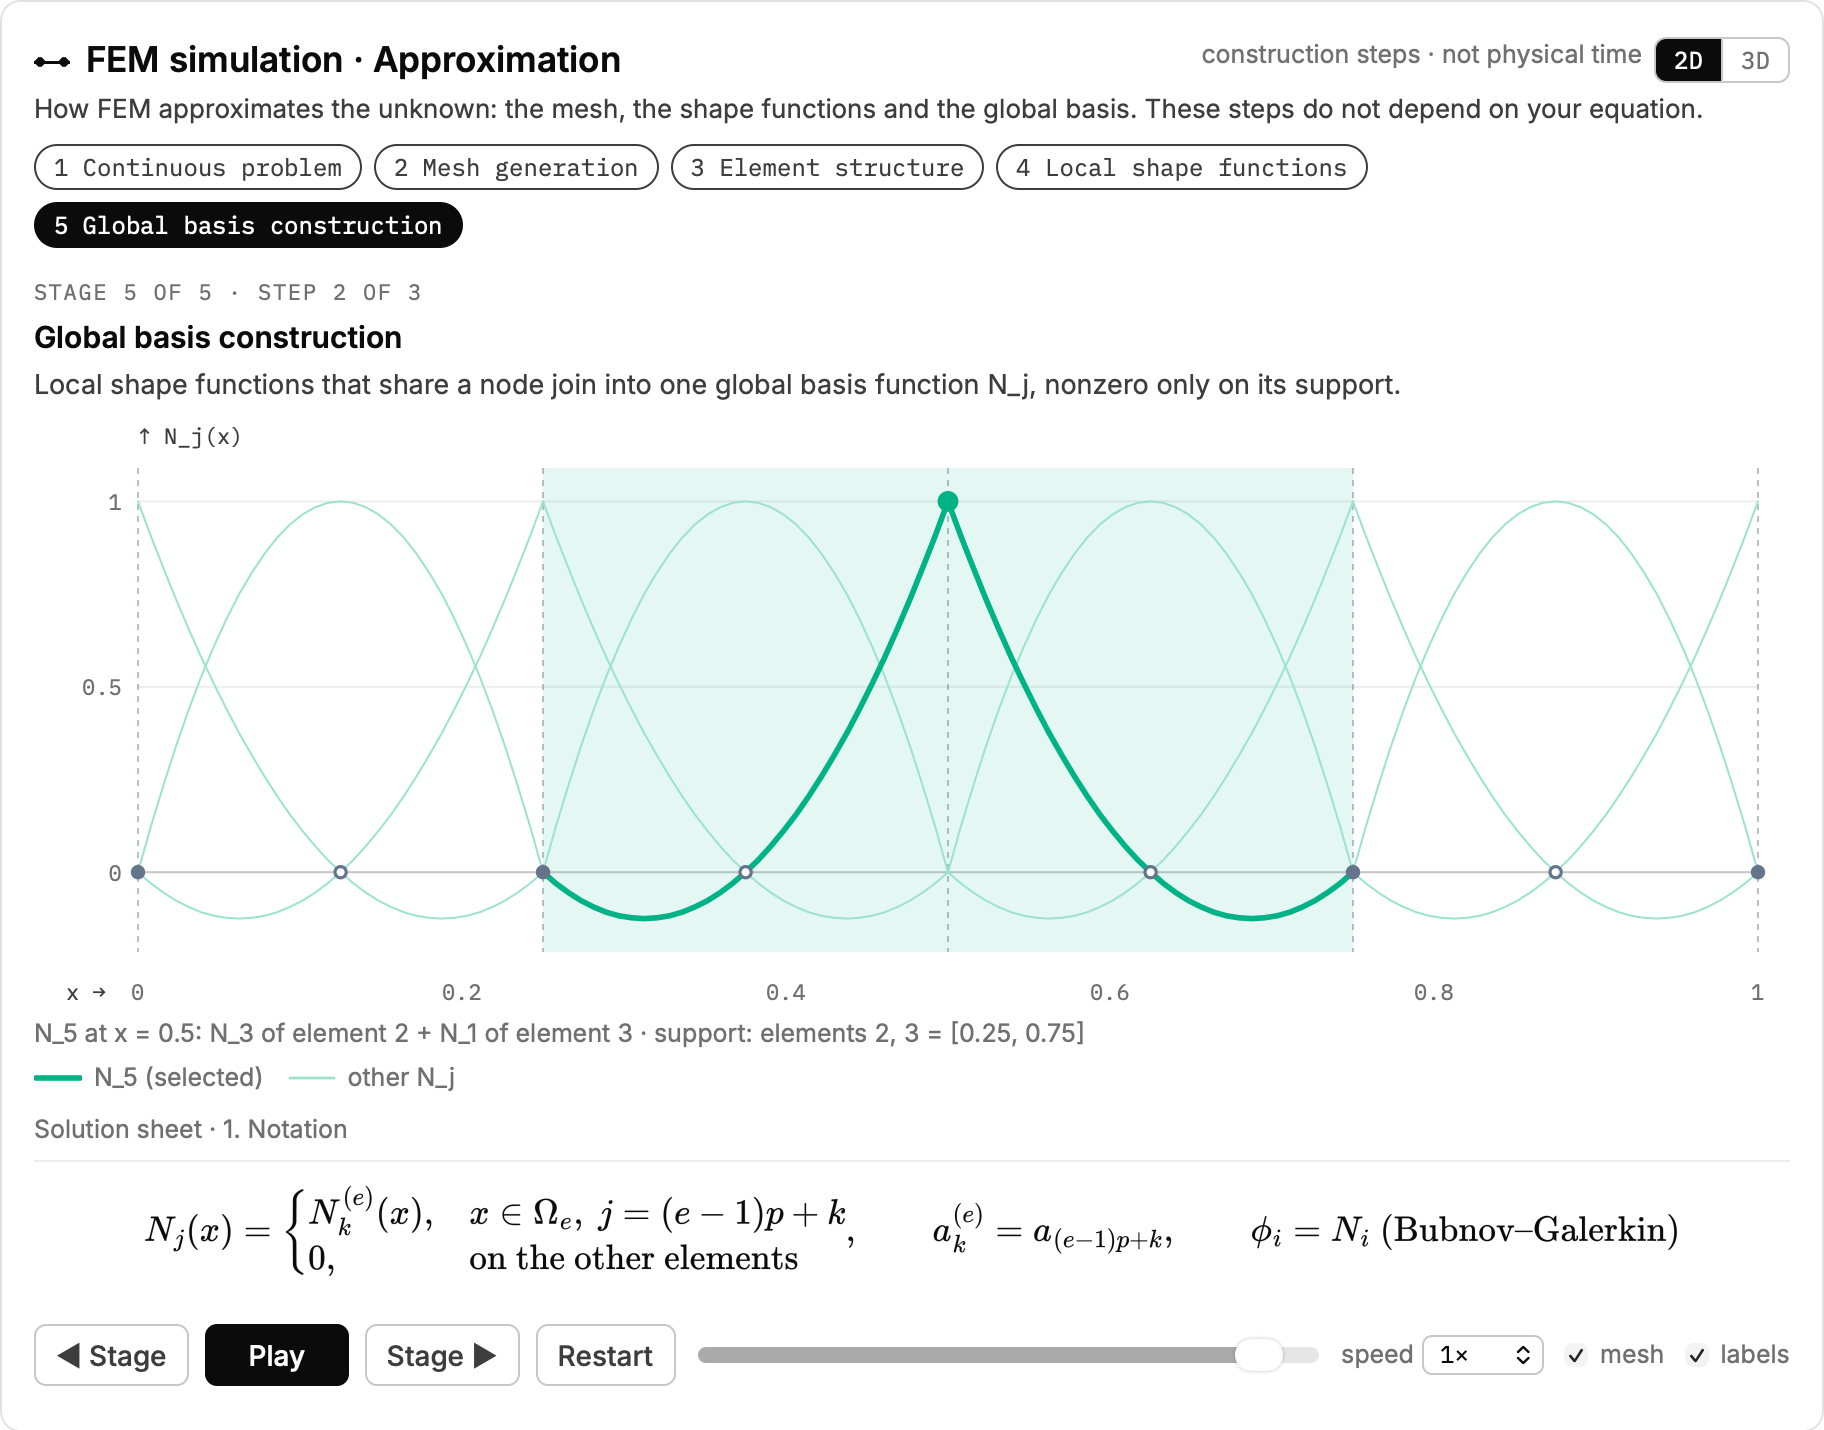 FEM simulation · Approximation
construction steps · not physical time 2D 3D
How FEM approximates the unknown: the mesh, the shape functions and the global basis. These steps do not depend on your equation.
1 Continuous problem 2 Mesh generation 3 Element structure 4 Local shape functions
5 Global basis construction
STAGE 5 OF 5 · STEP 2 OF 3
Global basis construction
Local shape functions that share a node join into one global basis function N_j, nonzero only on its support.
↑ N_j(x)
1
0.5
0
x → 0 0.2 0.4 0.6 0.8 1
N_5 at x = 0.5: N_3 of element 2 + N_1 of element 3 · support: elements 2, 3 = [0.25, 0.75]
N_5 (selected) other N_j
Solution sheet · 1. Notation
N_j(x) = { N_k^{(e)}(x), x ∈ Ω_e, j = (e − 1)p + k, a_k^{(e)} = a_{(e−1)p+k}, ϕ_i = N_i (Bubnov–Galerkin)
0, on the other elements
◀ Stage Play Stage ▶ Restart speed 1× mesh labels